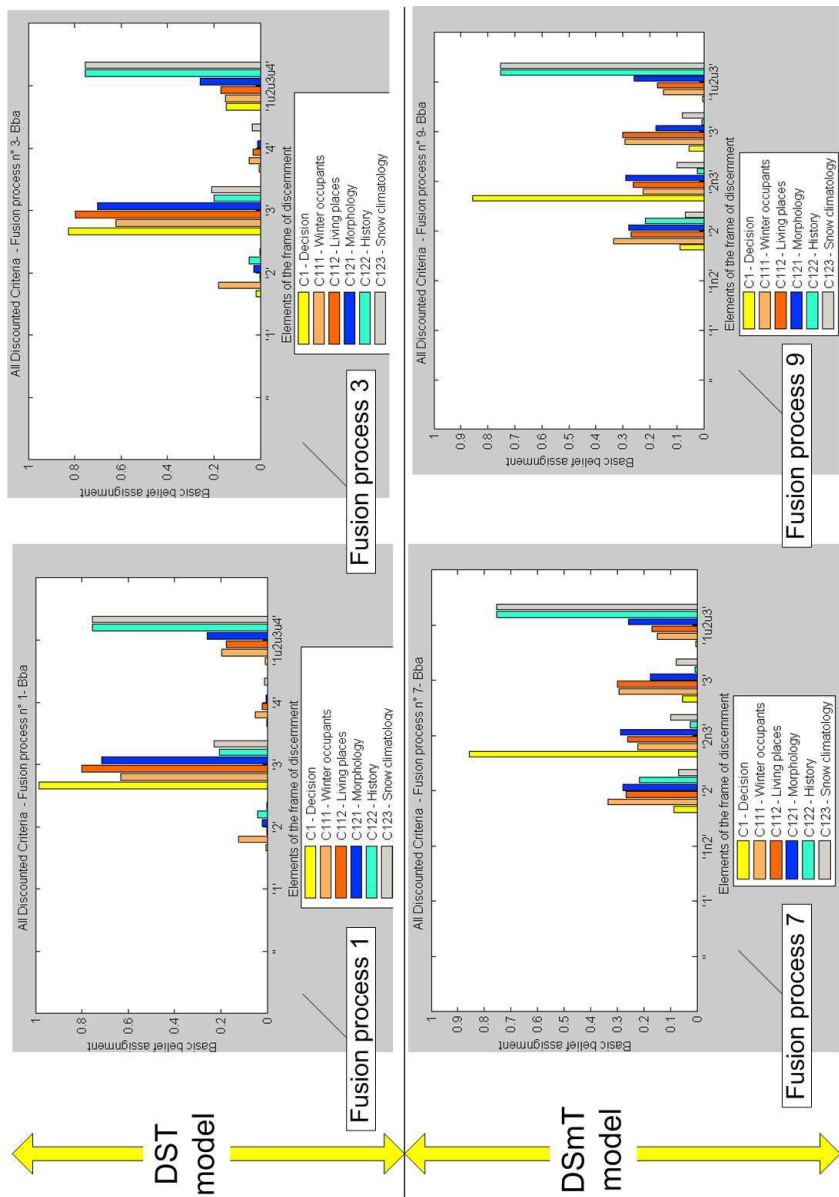 DST
model
All Discounted Criteria - Fusion process n° 1- Bba
Basic belief assignment
1
0.8
0.6
0.4
0.2
0
'' '1' '2' '3' '4' '1u2u3u4'
Elements of the frame of discernment
C1 - Decision
C111 - Winter occupants
C112 - Living places
C121 - Morphology
C122 - History
C123 - Snow climatology
Fusion process 1
All Discounted Criteria - Fusion process n° 3- Bba
Basic belief assignment
1
0.8
0.6
0.4
0.2
0
'' '1' '2' '3' '4' '1u2u3u4'
Elements of the frame of discernment
C1 - Decision
C111 - Winter occupants
C112 - Living places
C121 - Morphology
C122 - History
C123 - Snow climatology
Fusion process 3
DSmT
model
All Discounted Criteria - Fusion process n° 7- Bba
Basic belief assignment
1
0.9
0.8
0.7
0.6
0.5
0.4
0.3
0.2
0.1
0
'' '1' '1n2' '2' '2n3' '3' '1u2u3'
Elements of the frame of discernment
C1 - Decision
C111 - Winter occupants
C112 - Living places
C121 - Morphology
C122 - History
C123 - Snow climatology
Fusion process 7
All Discounted Criteria - Fusion process n° 9- Bba
Basic belief assignment
1
0.9
0.8
0.7
0.6
0.5
0.4
0.3
0.2
0.1
0
'' '1' '1n2' '2' '2n3' '3' '1u2u3'
Elements of the frame of discernment
C1 - Decision
C111 - Winter occupants
C112 - Living places
C121 - Morphology
C122 - History
C123 - Snow climatology
Fusion process 9